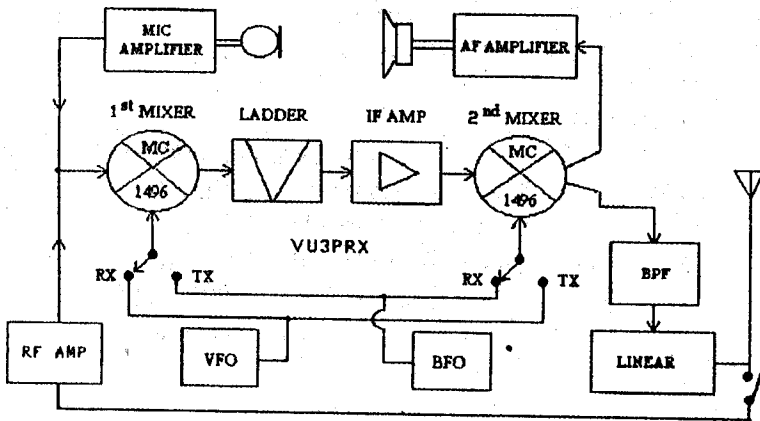 MIC
AMPLIFIER
AF AMPLIFIER
1st MIXER
LADDER
IF AMP
2nd MIXER
MC
1496
MC
1496
VU3PRX
RX
TX
RX
TX
BPF
RF AMP
VFO
BFO
LINEAR